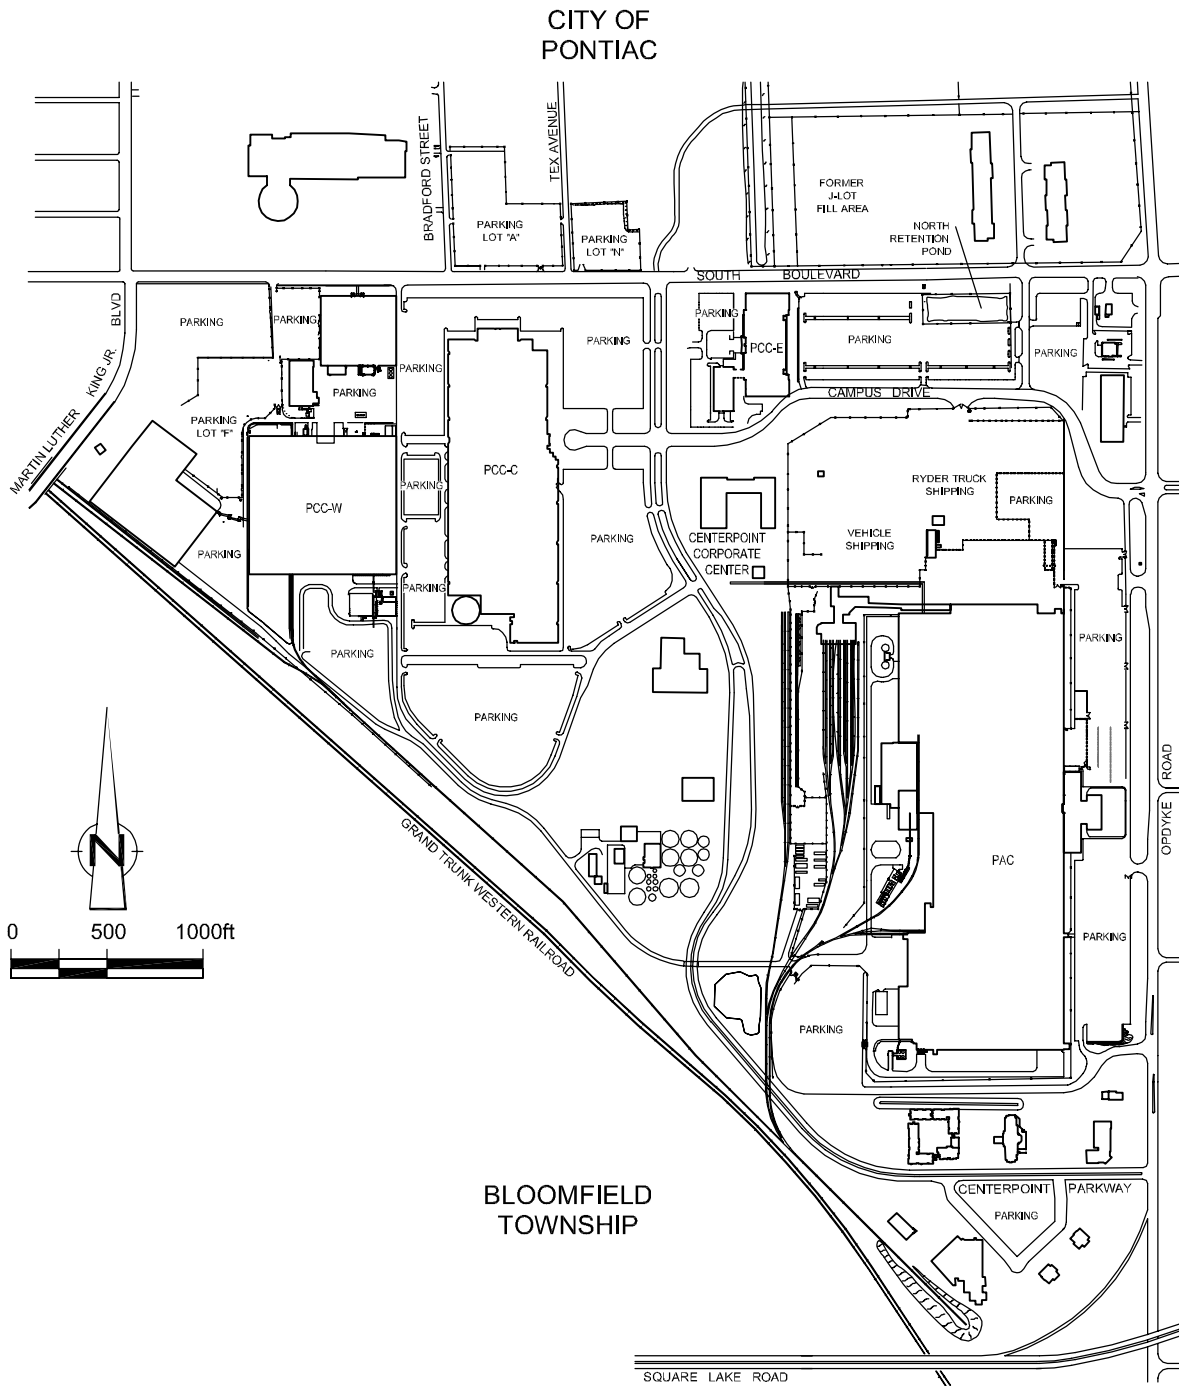 CITY OF
PONTIAC
BRADFORD STREET
TEX AVENUE
PARKING
LOT "A"
PARKING
LOT "N"
FORMER
J-LOT
FILL AREA
NORTH
RETENTION
POND
SOUTH BOULEVARD
MARTIN LUTHER KING JR. BLVD
PARKING
PARKING
PARKING
PARKING
PCC-E
PARKING
PARKING
PARKING
PARKING
CAMPUS DRIVE
PARKING
LOT "F"
PCC-C
PARKING
RYDER TRUCK
SHIPPING
PARKING
PCC-W
VEHICLE
SHIPPING
CENTERPOINT
CORPORATE
CENTER
PARKING
PARKING
PARKING
PARKING
PARKING
PARKING
OPDYKE ROAD
N
GRAND TRUNK WESTERN RAILROAD
PAC
0 500 1000ft
PARKING
PARKING
BLOOMFIELD
TOWNSHIP
CENTERPOINT PARKWAY
PARKING
SQUARE LAKE ROAD